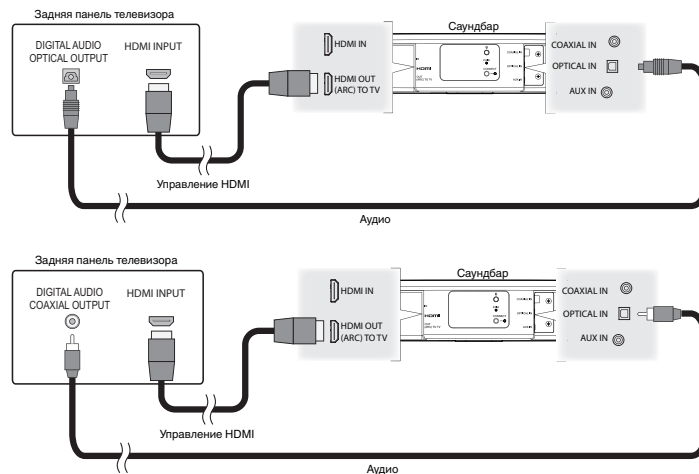 Задняя панель телевизора
Саундбар
DIGITAL AUDIO
OPTICAL OUTPUT
HDMI INPUT
HDMI IN
HDMI OUT
(ARC) TO TV
HDMI
COAXIAL IN
OPTICAL IN
AUX IN
Управление HDMI
Аудио
Задняя панель телевизора
Саундбар
DIGITAL AUDIO
COAXIAL OUTPUT
HDMI INPUT
HDMI IN
HDMI OUT
(ARC) TO TV
HDMI
COAXIAL IN
OPTICAL IN
AUX IN
Управление HDMI
Аудио